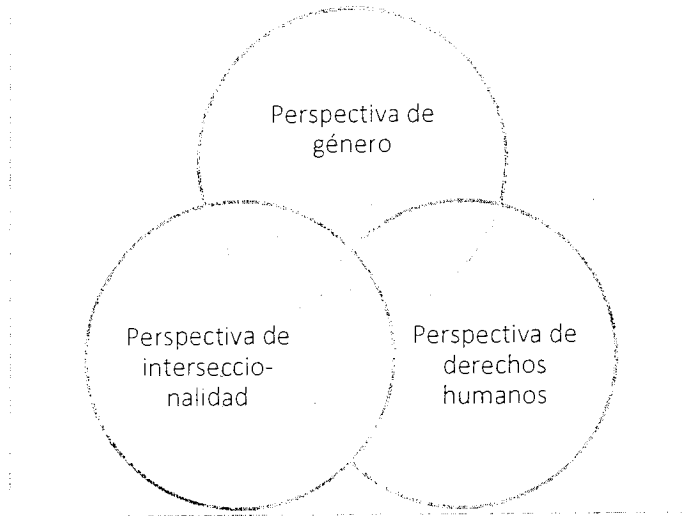 Perspectiva de
género
Perspectiva de
interseccio-
nalidad
Perspectiva de
derechos
humanos